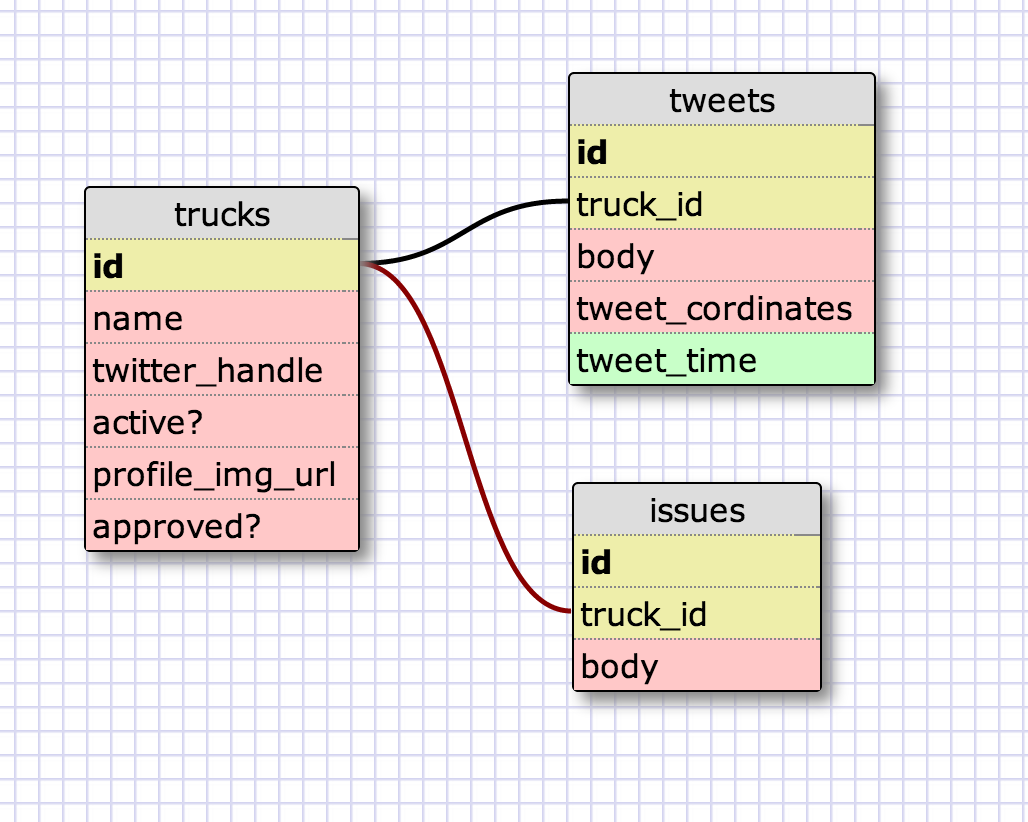 trucks
id
name
twitter_handle
active?
profile_img_url
approved?
tweets
id
truck_id
body
tweet_cordinates
tweet_time
issues
id
truck_id
body